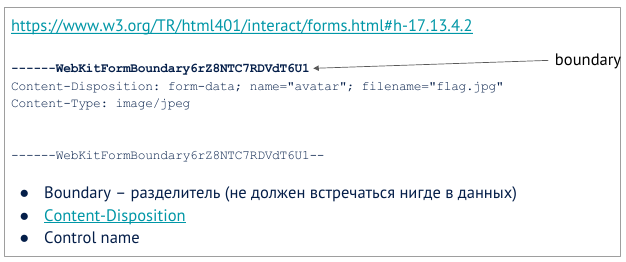 https://www.w3.org/TR/html401/interact/forms.html#h-17.13.4.2
------WebKitFormBoundary6rZ8NTC7RDVdT6U1
boundary
Content-Disposition: form-data; name="avatar"; filename="flag.jpg"
Content-Type: image/jpeg
------WebKitFormBoundary6rZ8NTC7RDVdT6U1--
● Boundary – разделитель (не должен встречаться нигде в данных)
● Content-Disposition
● Control name